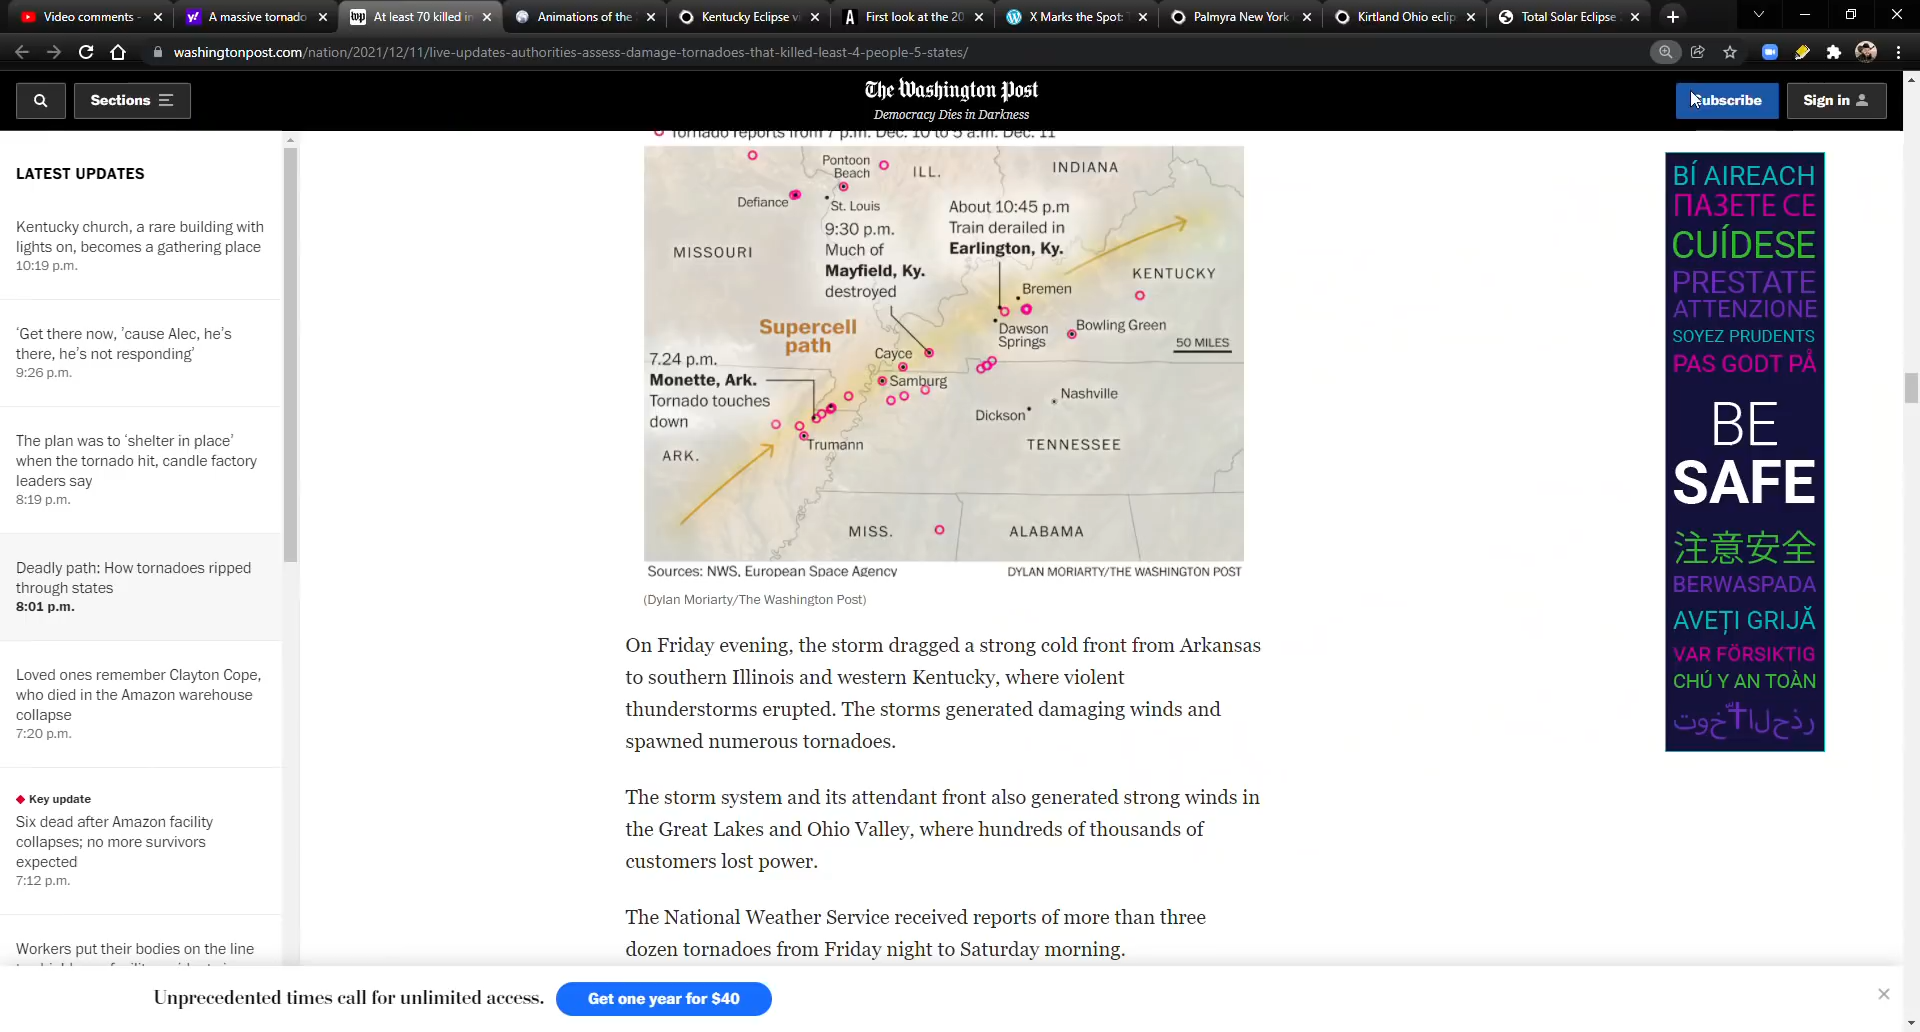 Video comments -
A massive tornado
At least 70 killed in
Animations of the
Kentucky Eclipse vi
First look at the 20
X Marks the Spot: T
Palmyra New York
Kirtland Ohio eclip
Total Solar Eclipse
washingtonpost.com/nation/2021/12/11/live-updates-authorities-assess-damage-tornadoes-that-killed-least-4-people-5-states/
Sections
The Washington Post
Democracy Dies in Darkness
Subscribe
Sign in
LATEST UPDATES
Kentucky church, a rare building with
lights on, becomes a gathering place
10:19 p.m.
'Get there now, 'cause Alec, he's
there, he's not responding'
9:26 p.m.
The plan was to 'shelter in place'
when the tornado hit, candle factory
leaders say
8:19 p.m.
Deadly path: How tornadoes ripped
through states
8:01 p.m.
Loved ones remember Clayton Cope,
who died in the Amazon warehouse
collapse
7:20 p.m.
Key update
Six dead after Amazon facility
collapses; no more survivors
expected
7:12 p.m.
Workers put their bodies on the line
Tornado reports from 7 p.m. Dec. 10 to 5 a.m. Dec. 11
Pontoon
Beach
ILL.
INDIANA
Defiance
St. Louis
MISSOURI
9:30 p.m.
Much of
Mayfield, Ky.
destroyed
About 10:45 p.m
Train derailed in
Earlington, Ky.
KENTUCKY
Bremen
Supercell
path
Dawson
Springs
Bowling Green
50 MILES
7.24 p.m.
Monette, Ark.
Tornado touches
down
Cayce
Samburg
Nashville
Dickson
Trumann
TENNESSEE
ARK.
MISS.
ALABAMA
Sources: NWS, European Space Agency
DYLAN MORIARTY/THE WASHINGTON POST
(Dylan Moriarty/The Washington Post)
On Friday evening, the storm dragged a strong cold front from Arkansas
to southern Illinois and western Kentucky, where violent
thunderstorms erupted. The storms generated damaging winds and
spawned numerous tornadoes.
The storm system and its attendant front also generated strong winds in
the Great Lakes and Ohio Valley, where hundreds of thousands of
customers lost power.
The National Weather Service received reports of more than three
dozen tornadoes from Friday night to Saturday morning.
BÍ AIREACH
ПАЗЕТЕ СЕ
CUÍDESE
PRESTATE
ATTENZIONE
SOYEZ PRUDENTS
PAS GODT PÅ
BE
SAFE
注意安全
BERWASPADA
AVEȚI GRIJĂ
VAR FÖRSIKTIG
CHÚ Y AN TOÀN
Unprecedented times call for unlimited access.
Get one year for $40